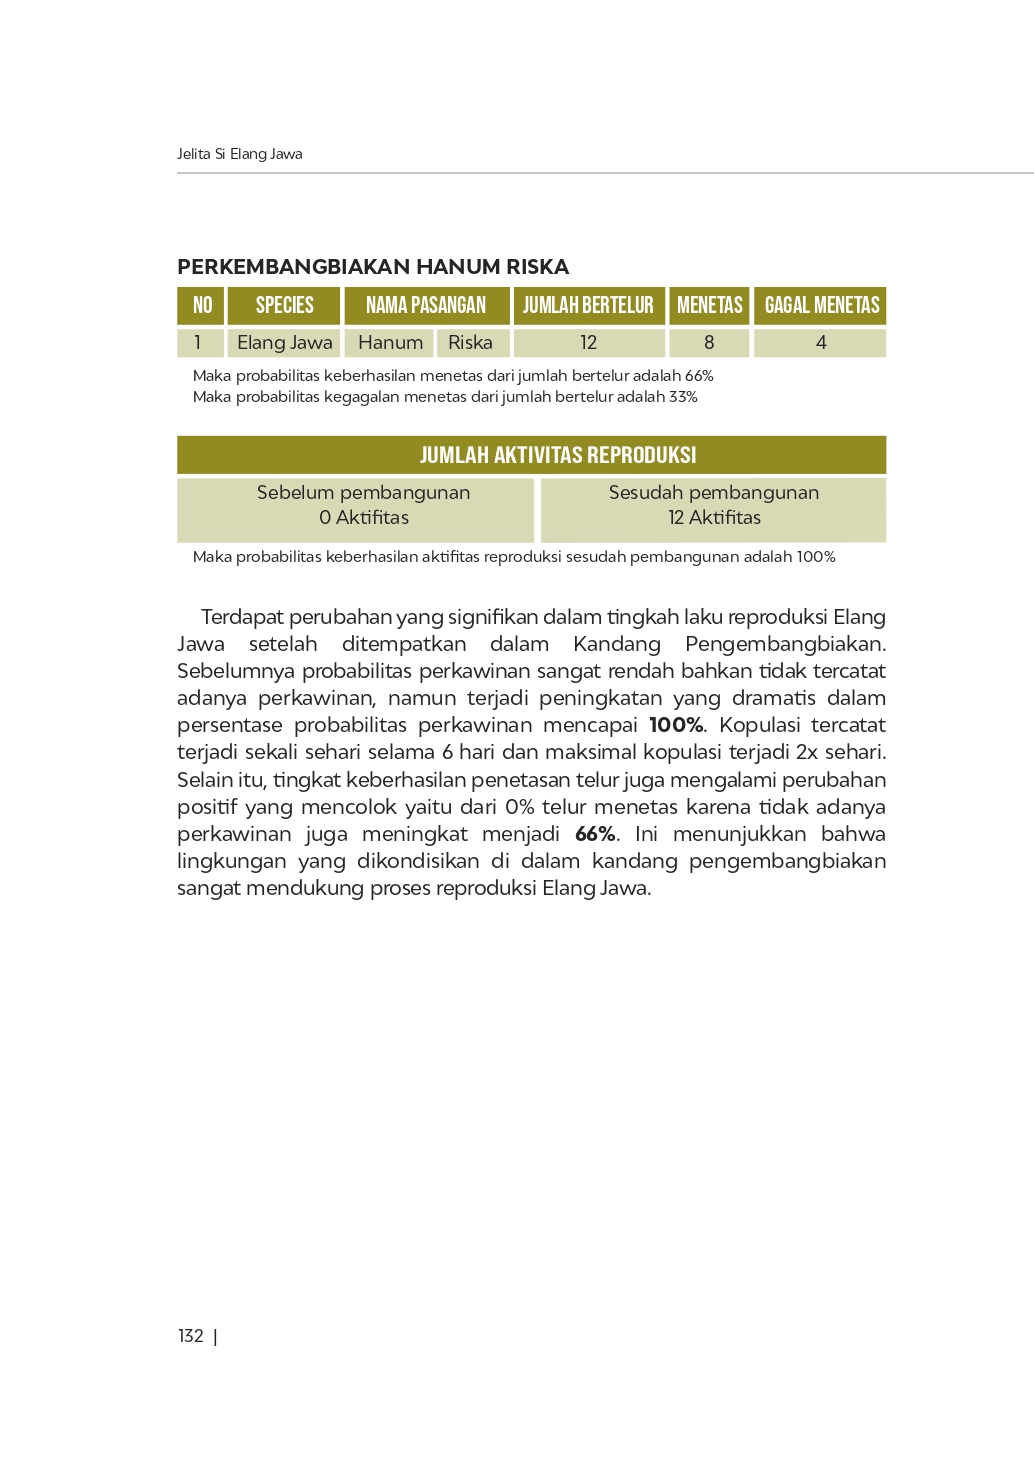 Jelita Si Elang Jawa
PERKEMBANGBIAKAN HANUM RISKA
NO SPECIES NAMA PASANGAN JUMLAH BERTELUR MENETAS GAGAL MENETAS
1 Elang Jawa Hanum Riska 12 8 4
Maka probabilitas keberhasilan menetas dari jumlah bertelur adalah 66%
Maka probabilitas kegagalan menetas dari jumlah bertelur adalah 33%
JUMLAH AKTIVITAS REPRODUKSI
Sebelum pembangunan Sesudah pembangunan
0 Aktifitas 12 Aktifitas
Maka probabilitas keberhasilan aktifitas reproduksi sesudah pembangunan adalah 100%
Terdapat perubahan yang signifikan dalam tingkah laku reproduksi Elang
Jawa setelah ditempatkan dalam Kandang Pengembangbiakan.
Sebelumnya probabilitas perkawinan sangat rendah bahkan tidak tercatat
adanya perkawinan, namun terjadi peningkatan yang dramatis dalam
persentase probabilitas perkawinan mencapai 100%. Kopulasi tercatat
terjadi sekali sehari selama 6 hari dan maksimal kopulasi terjadi 2x sehari.
Selain itu, tingkat keberhasilan penetasan telur juga mengalami perubahan
positif yang mencolok yaitu dari 0% telur menetas karena tidak adanya
perkawinan juga meningkat menjadi 66%. Ini menunjukkan bahwa
lingkungan yang dikondisikan di dalam kandang pengembangbiakan
sangat mendukung proses reproduksi Elang Jawa.
132 |